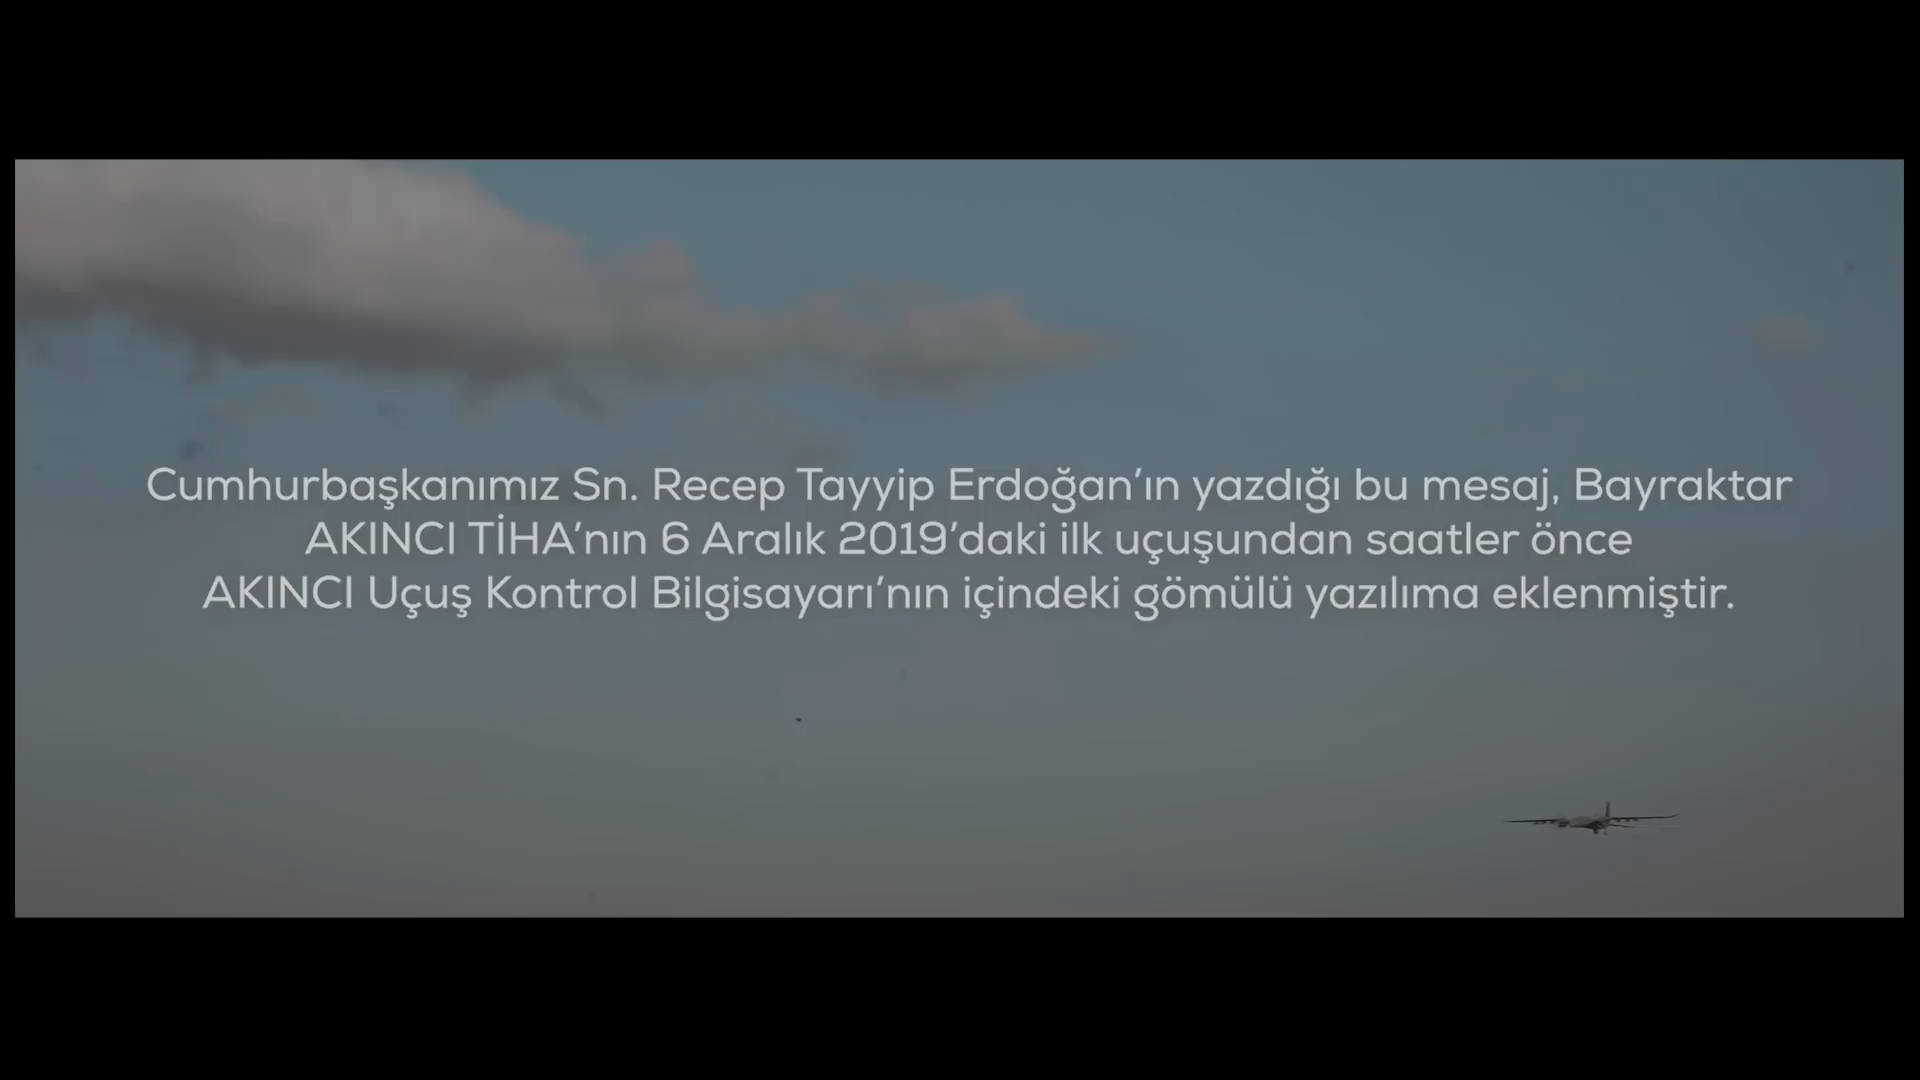 Cumhurbaşkanımız Sn. Recep Tayyip Erdoğan’ın yazdığı bu mesaj, Bayraktar
AKINCI TİHA’nın 6 Aralık 2019’daki ilk uçuşundan saatler önce
AKINCI Uçuş Kontrol Bilgisayarı’nın içindeki gömülü yazılıma eklenmiştir.